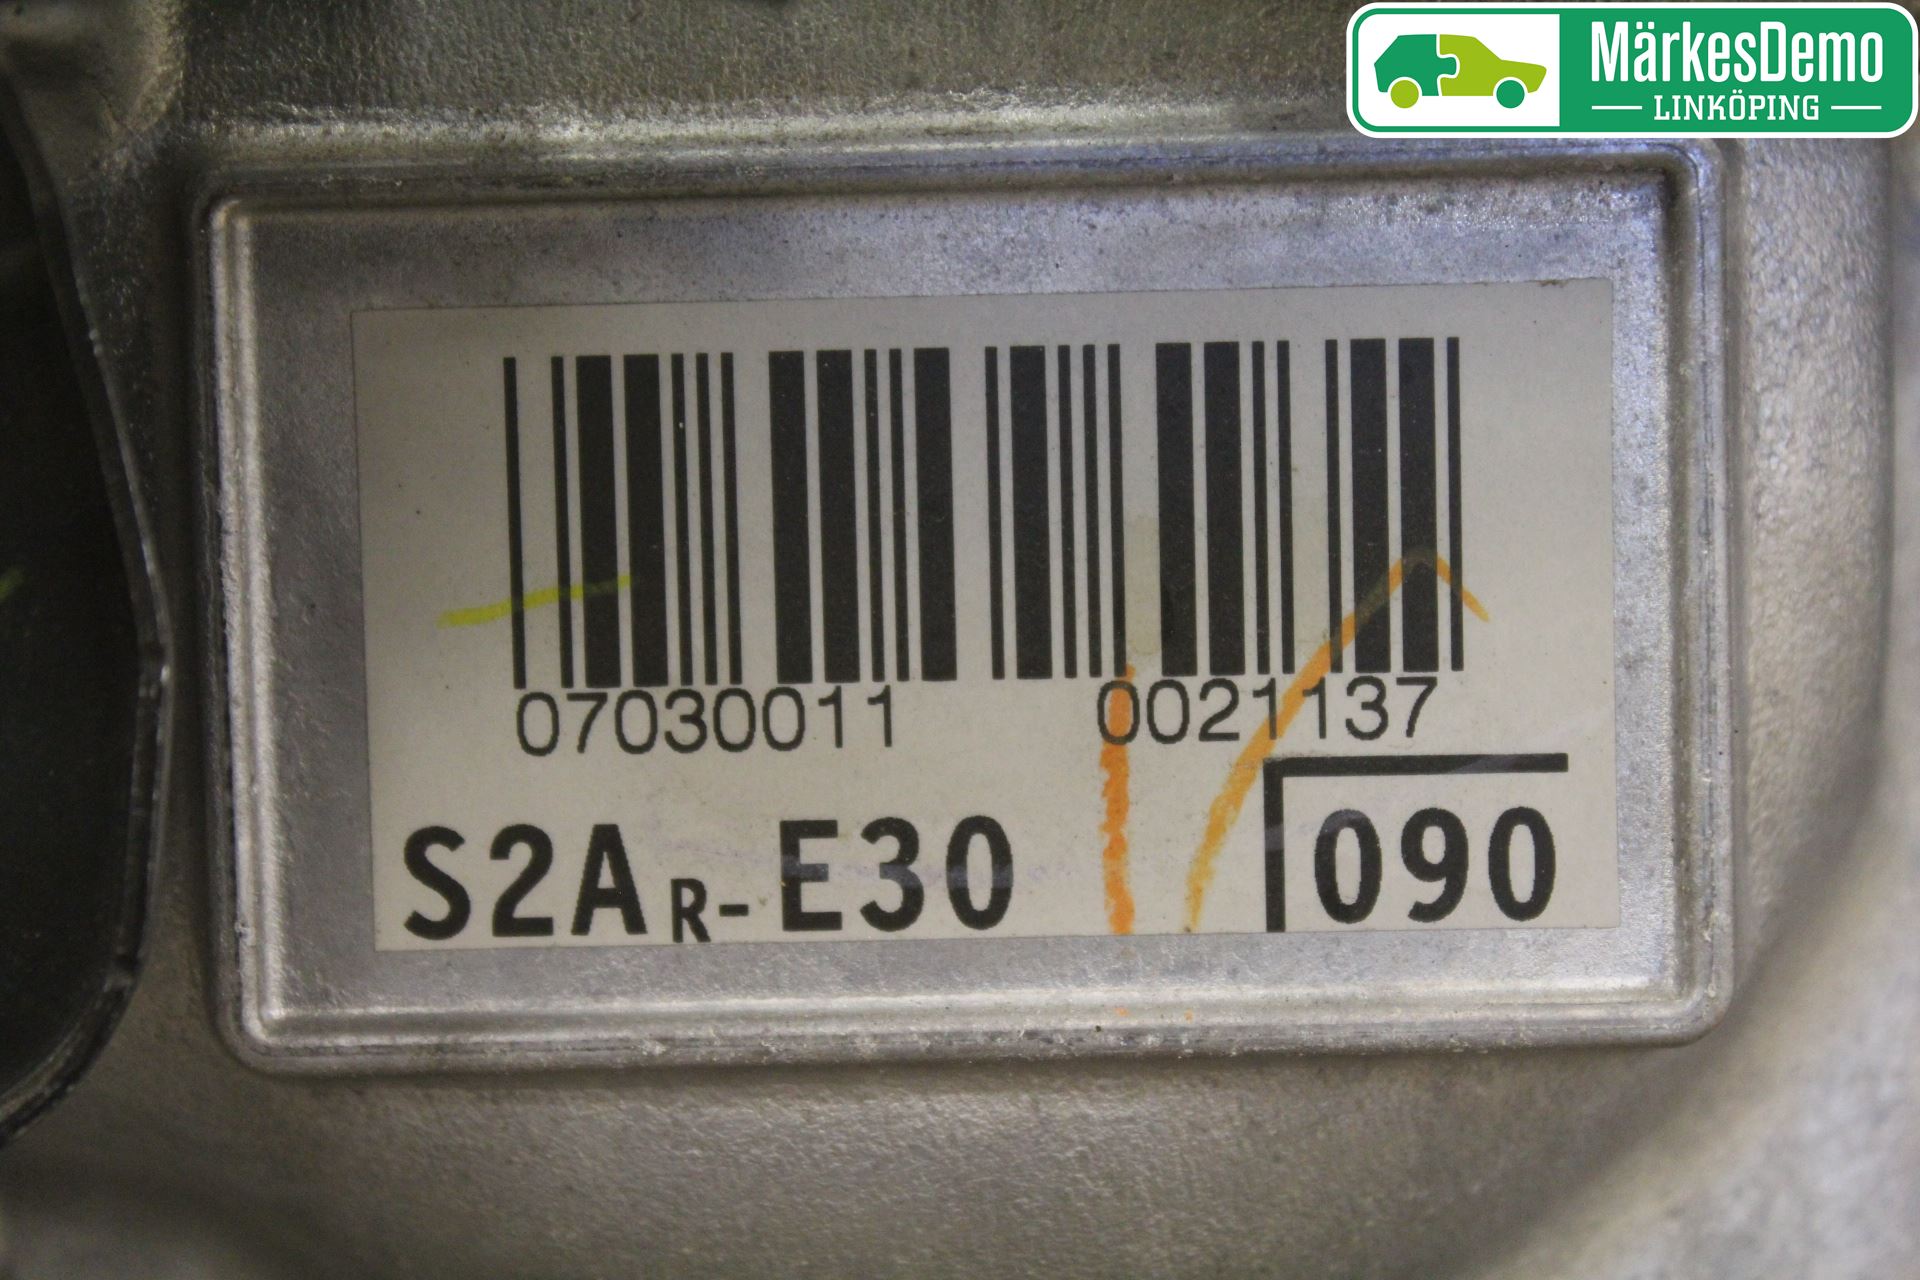 MärkesDemo
LINKÖPING
07030011 0021137
S2AR-E30 090